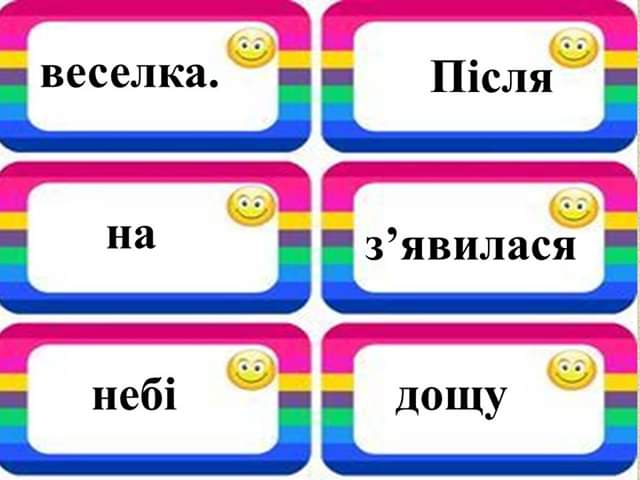 веселка.
Після
на
з’явилася
небі
дощу